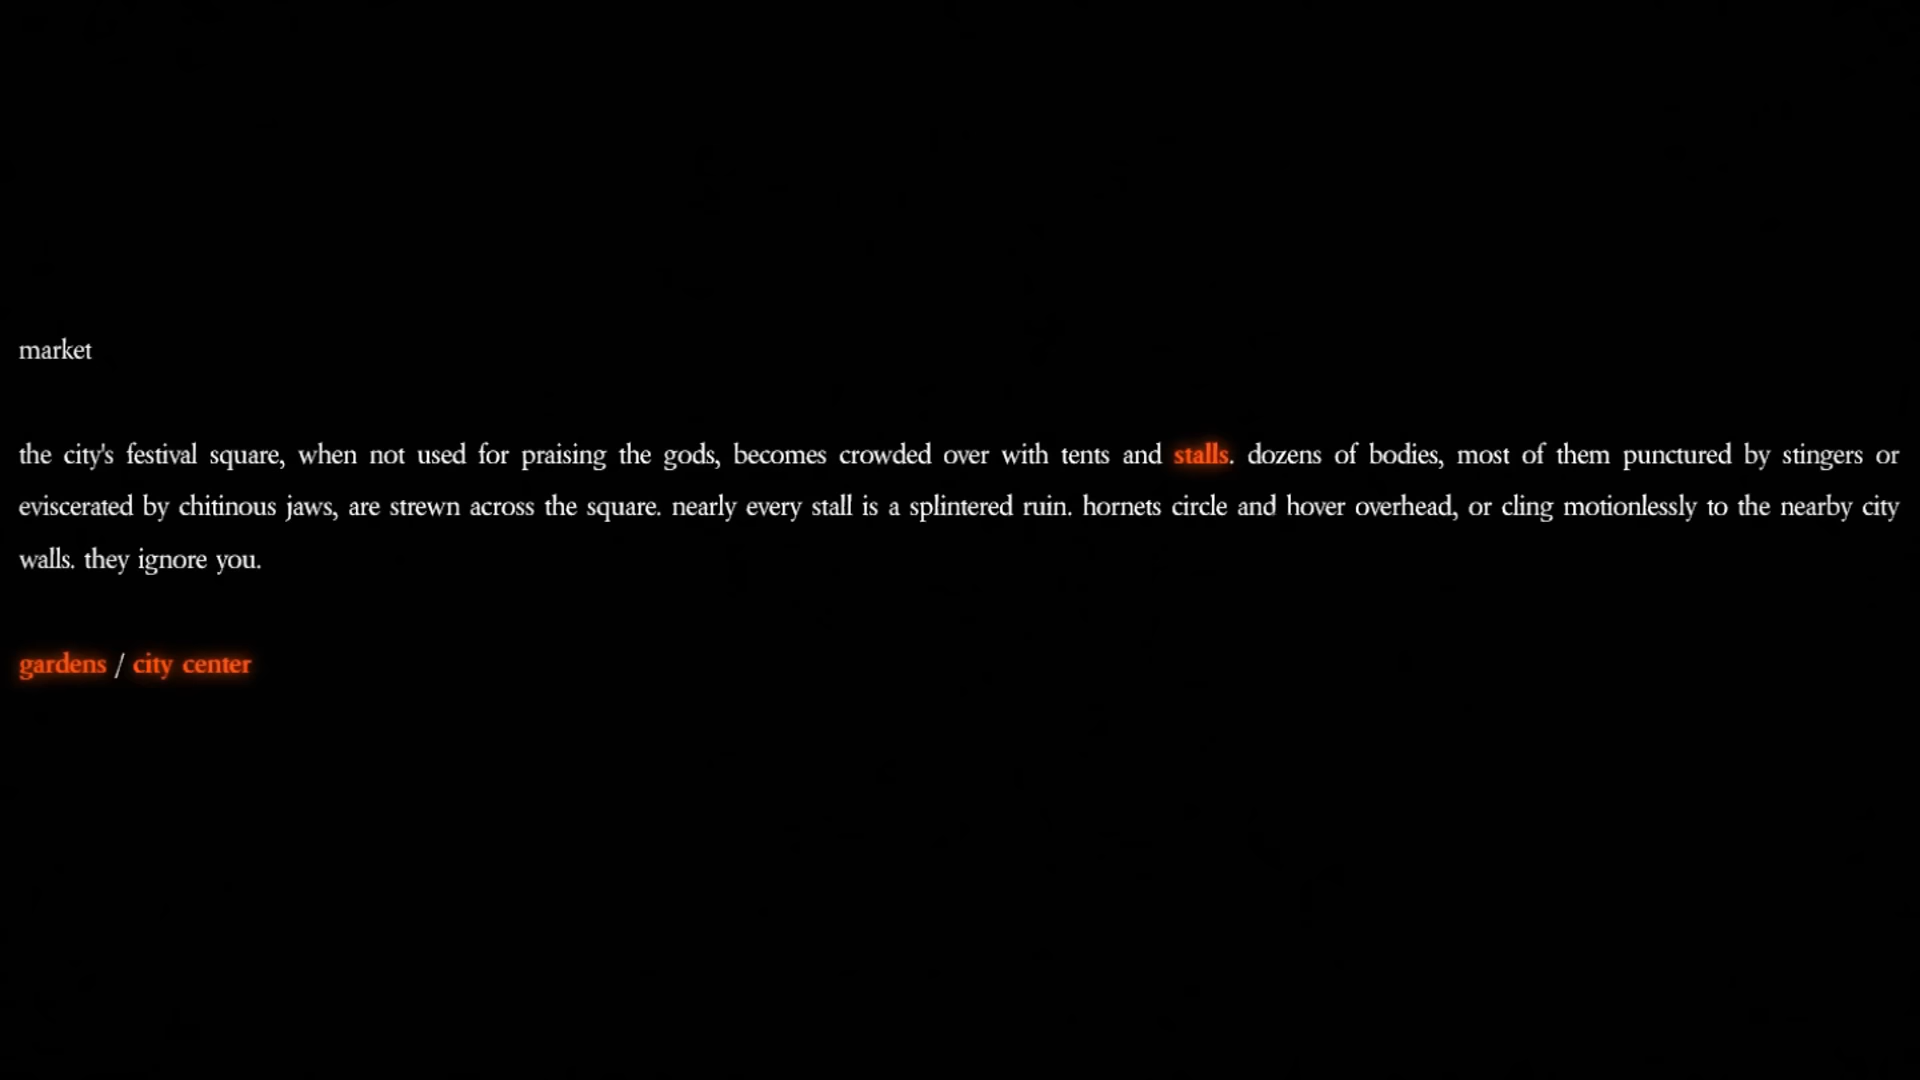 market
the city's festival square, when not used for praising the gods, becomes crowded over with tents and stalls. dozens of bodies, most of them punctured by stingers or
eviscerated by chitinous jaws, are strewn across the square. nearly every stall is a splintered ruin. hornets circle and hover overhead, or cling motionlessly to the nearby city
walls. they ignore you.
gardens / city center